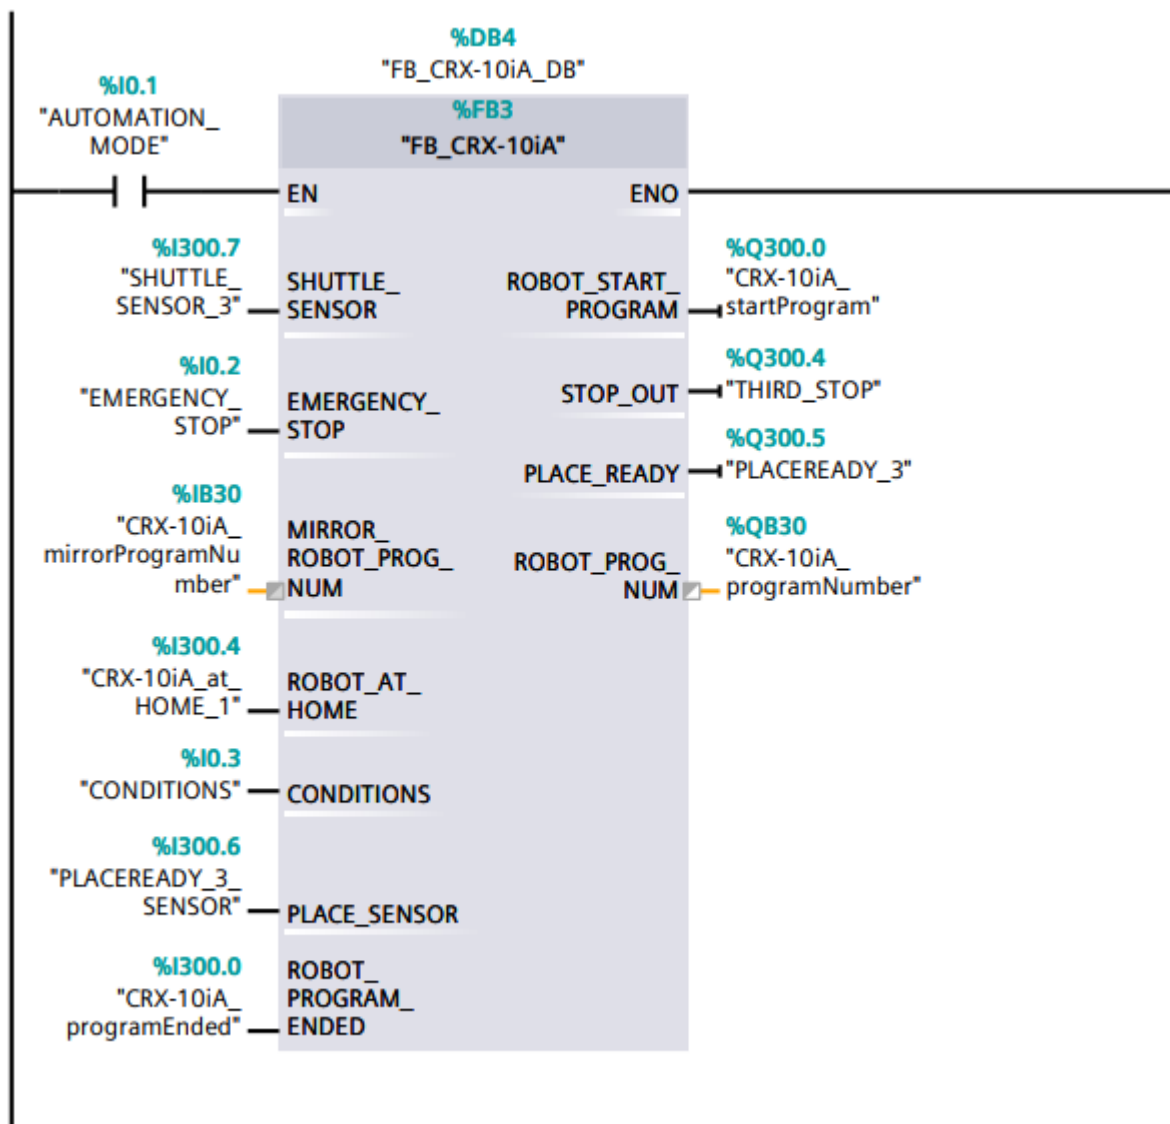 %DB4
"FB_CRX-10iA_DB"
%I0.1
"AUTOMATION_
MODE"
%FB3
"FB_CRX-10iA"
EN
ENO
%I300.7
"SHUTTLE_
SENSOR_3"
SHUTTLE_
SENSOR
ROBOT_START_
PROGRAM
%Q300.0
"CRX-10iA_
startProgram"
%I0.2
"EMERGENCY_
STOP"
EMERGENCY_
STOP
STOP_OUT
%Q300.4
"THIRD_STOP"
PLACE_READY
%Q300.5
"PLACEREADY_3"
%IB30
"CRX-10iA_
mirrorProgramNu
mber"
MIRROR_
ROBOT_PROG_
NUM
ROBOT_PROG_
NUM
%QB30
"CRX-10iA_
programNumber"
%I300.4
"CRX-10iA_at_
HOME_1"
ROBOT_AT_
HOME
%I0.3
"CONDITIONS"
CONDITIONS
%I300.6
"PLACEREADY_3_
SENSOR"
PLACE_SENSOR
%I300.0
"CRX-10iA_
programEnded"
ROBOT_
PROGRAM_
ENDED